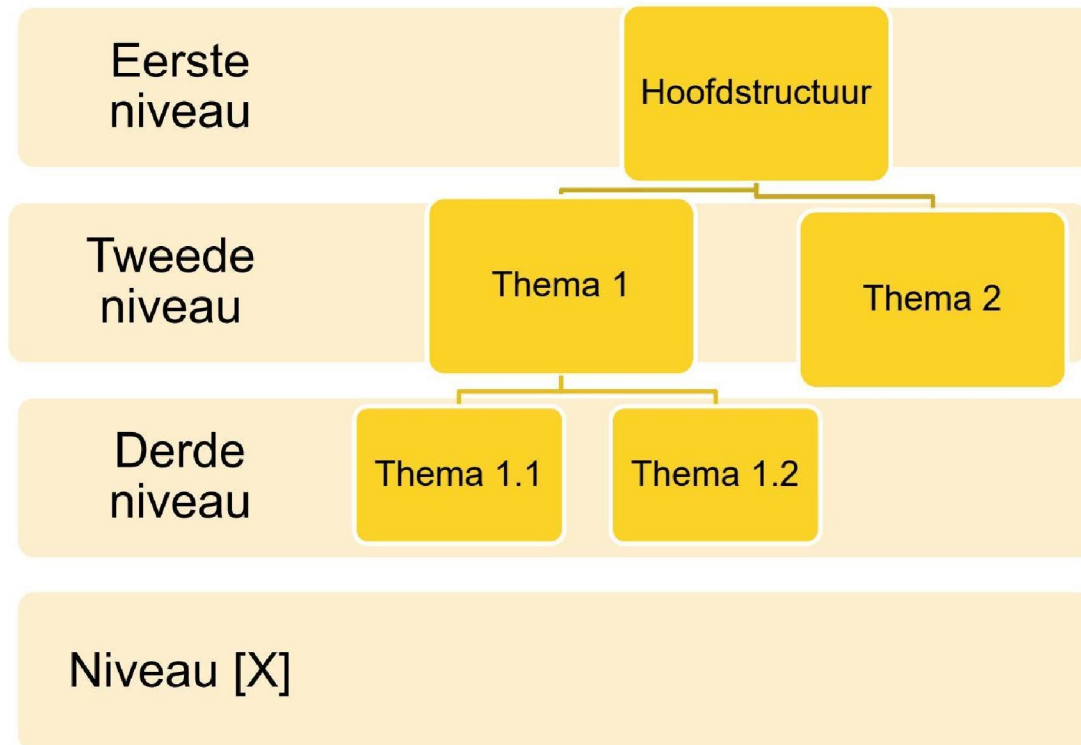 Eerste
niveau
Hoofdstructuur
Tweede
niveau
Thema 1
Thema 2
Derde
niveau
Thema 1.1
Thema 1.2
Niveau [X]